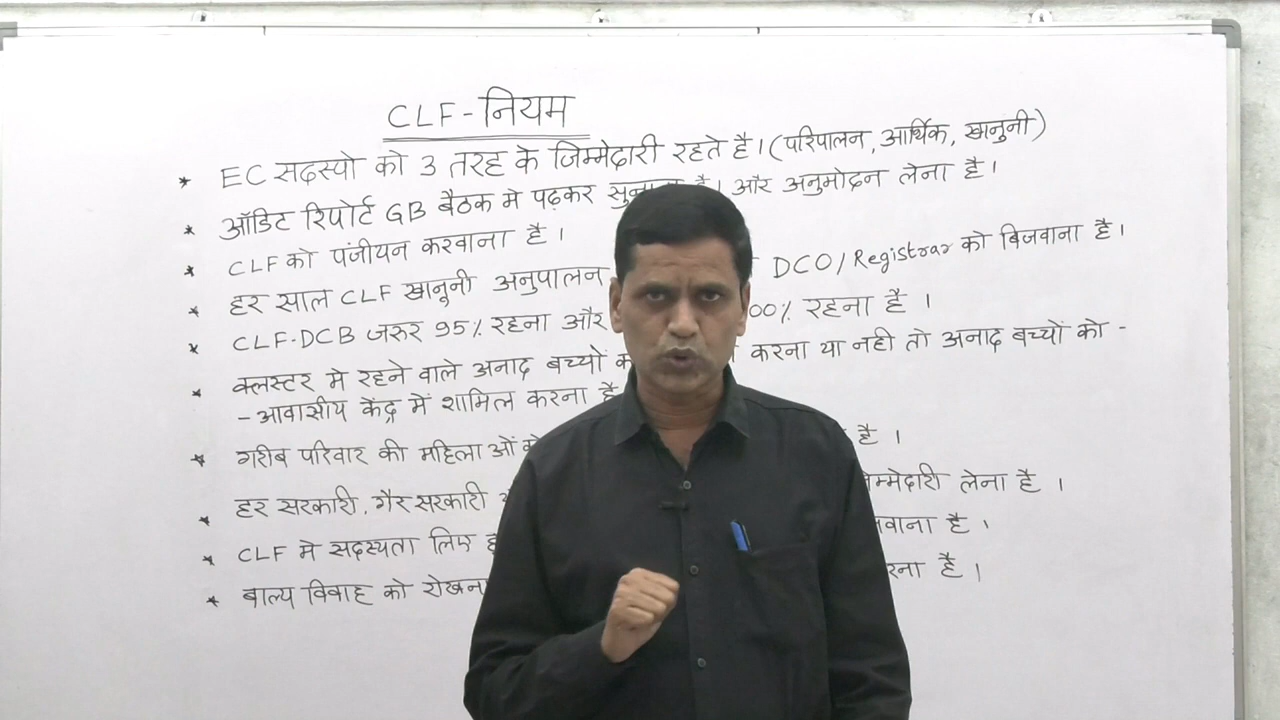 CLF-नियम
* EC सदस्यो को 3 तरह के जिम्मेदारी रहते है। (परिपालन, आर्थिक, खानुनी)
* ऑडिट रिपोर्ट GB बैठक मे पढ़कर है। और अनुमोदन लेना है।
* CLF को पंजीयन करवाना है।
* हर साल CLF खानूनी अनुपालन DCO/Registrar को बिजवाना है।
* CLF-DCB जरुर 95% रहना और 00% रहना है ।
* क्लस्टर मे रहने वाले अनाद बच्चों करना या नही तो अनाद बच्चों को -
- आवासीय केंद्र में शामिल करना है
* गरीब परिवार की महिलाओं है ।
* हर सरकारी, गैर सरकारी लेना है ।
* CLF मे सदस्यता लिए है ।
* बाल्य विवाह को रोखना है ।